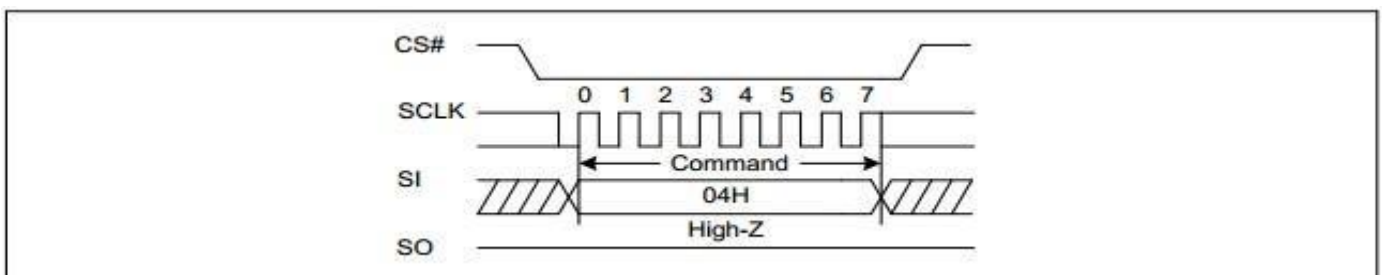 CS#
0 1 2 3 4 5 6 7
SCLK
Command
SI
04H
High-Z
SO